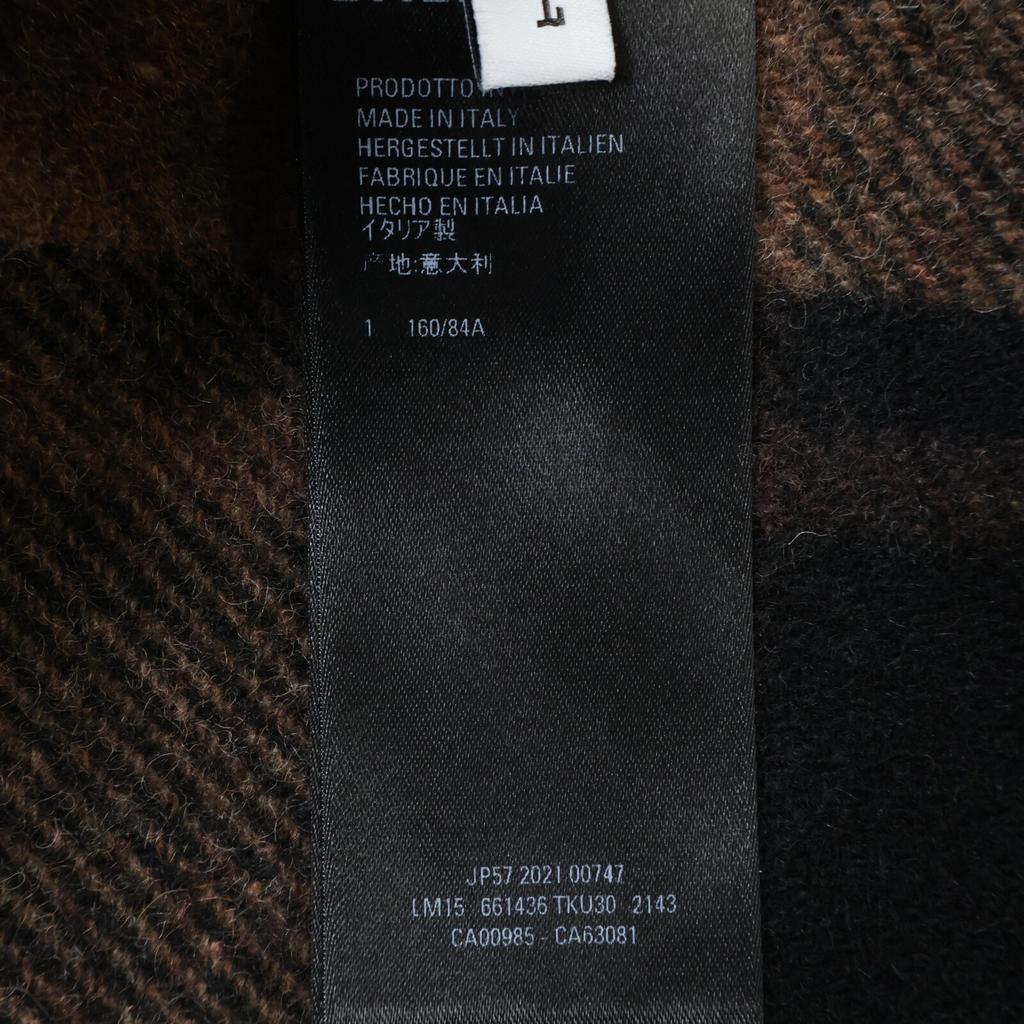 PRODOTTO
MADE IN ITALY
HERGESTELLT IN ITALIEN
FABRIQUE EN ITALIE
HECHO EN ITALIA
イタリア製
产地:意大利
1 160/84A
JP57 2021 00747
LM15 661436 TKU30 2143
CA00985 - CA63081